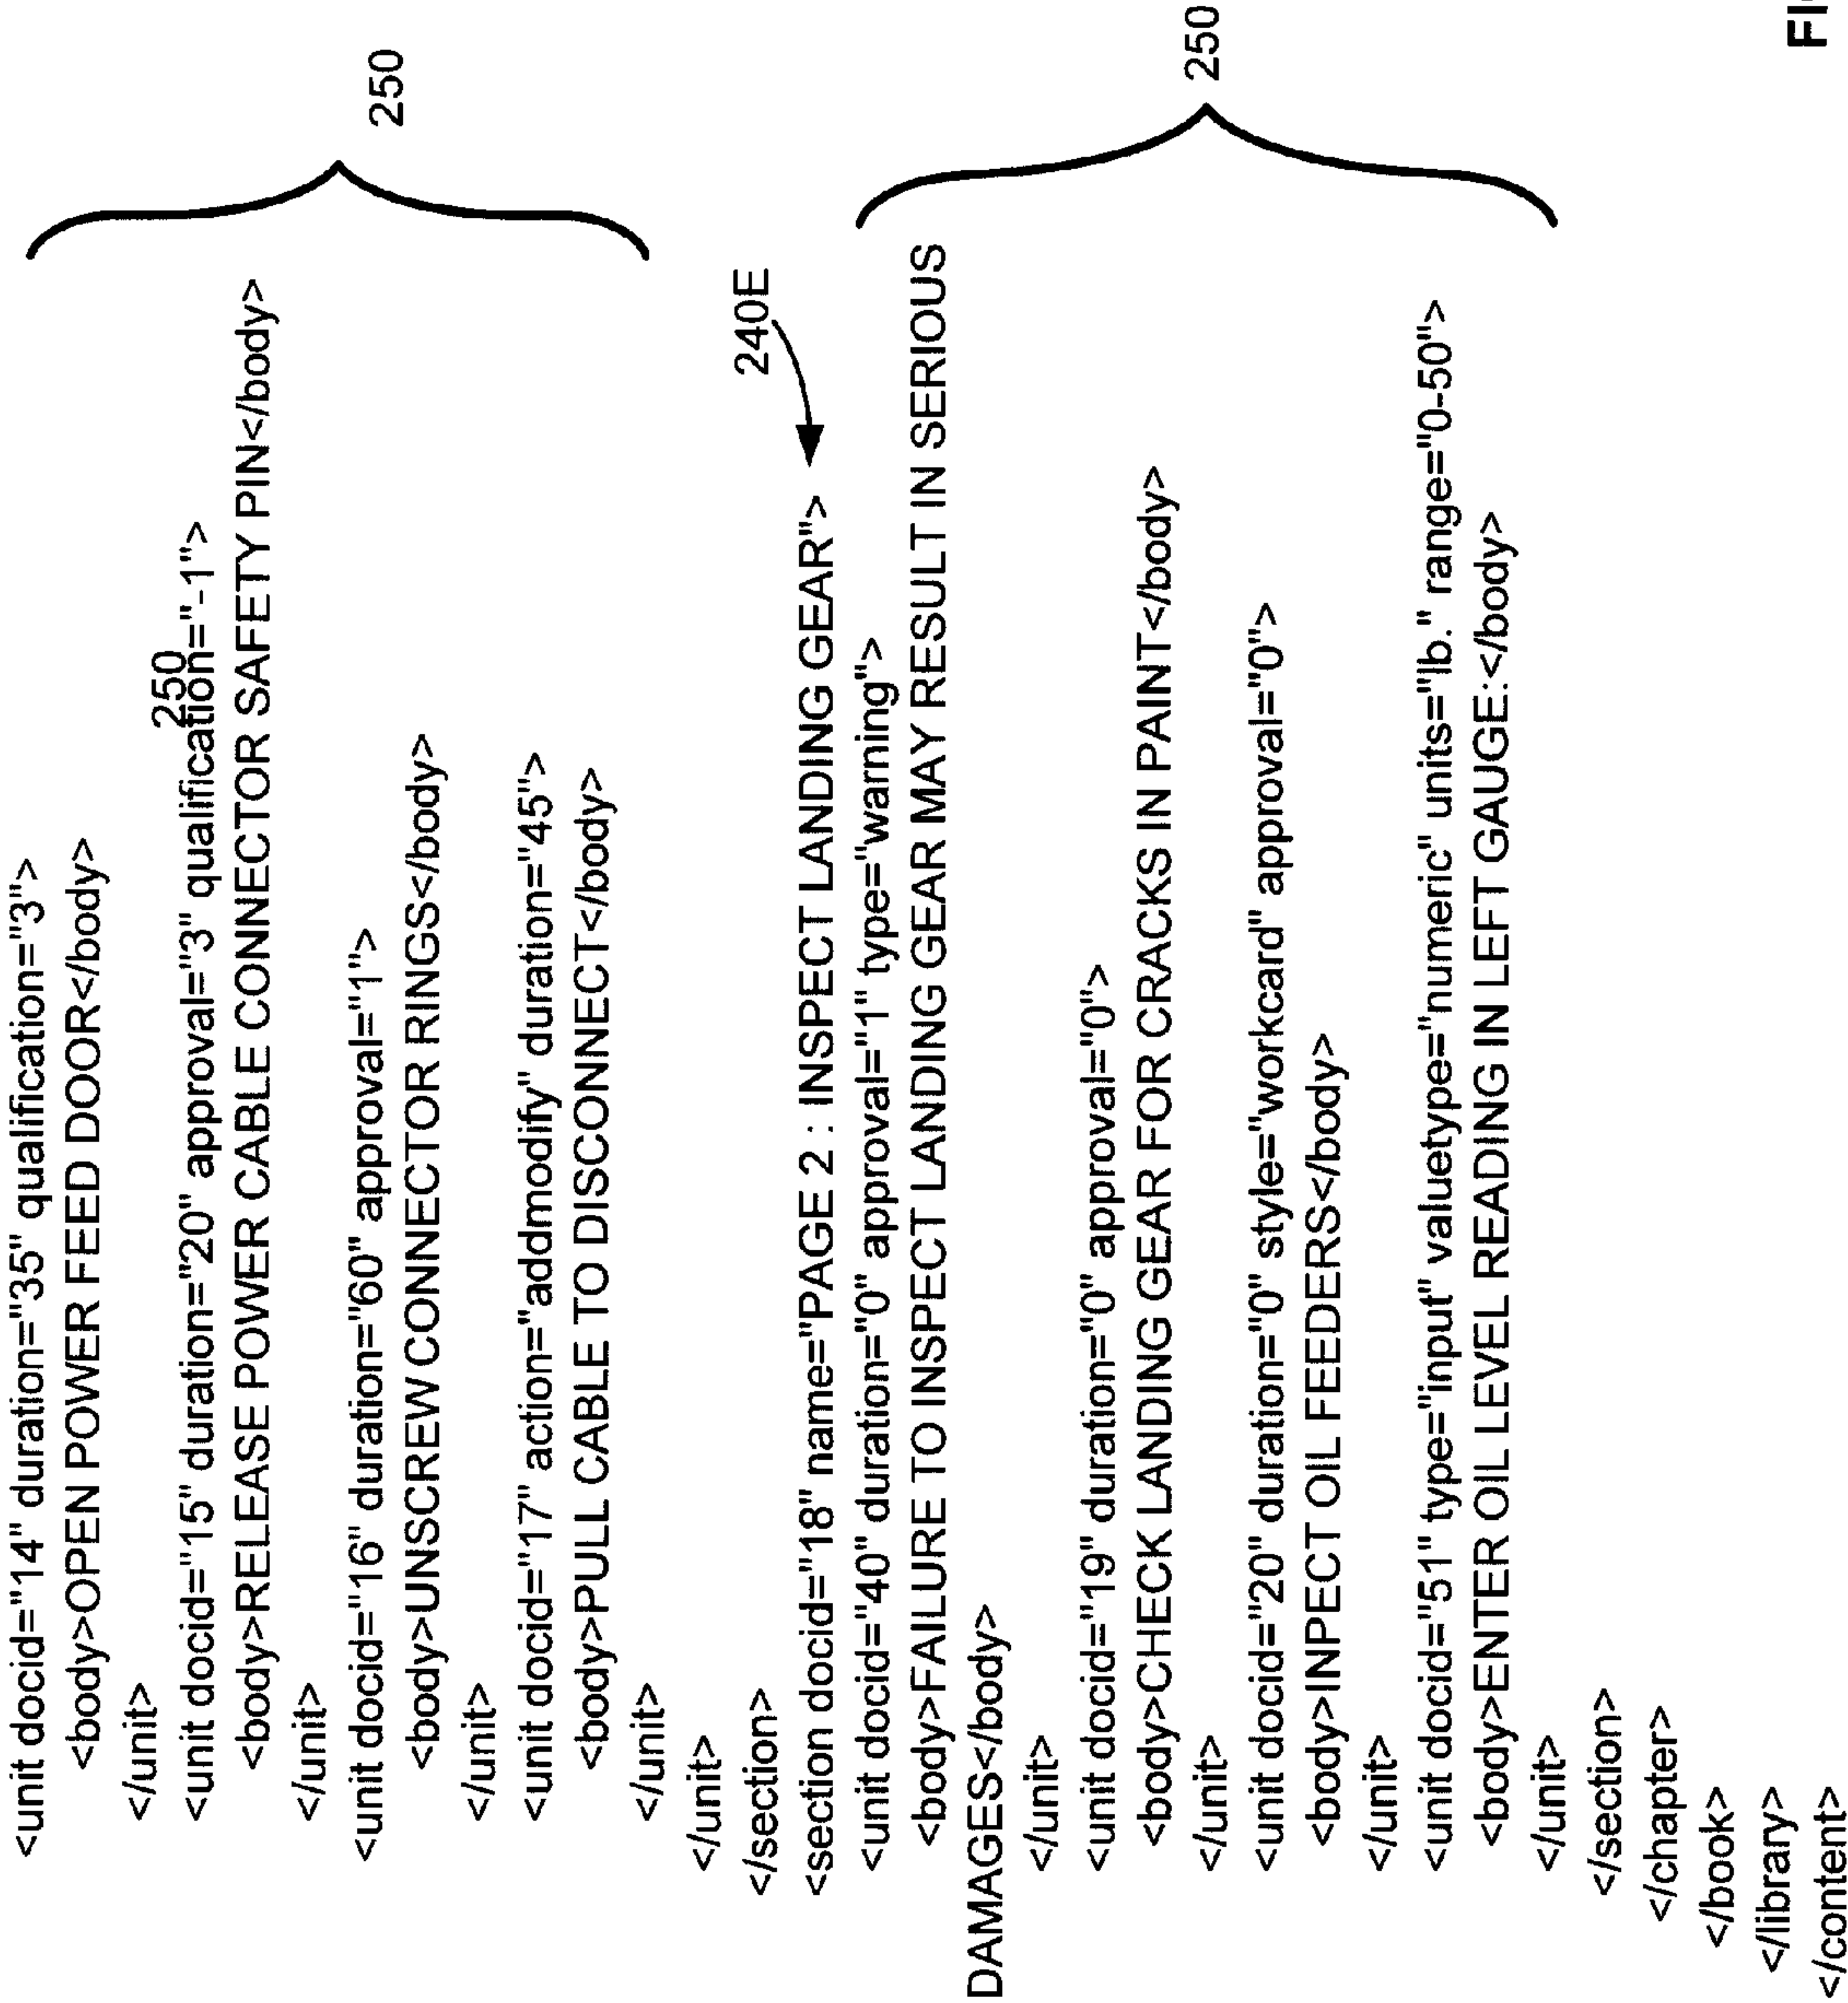 <unit docid="14" duration="35" qualification="3">
<body>OPEN POWER FEED DOOR</body>
</unit>
250
<unit docid="15" duration="20" approval="3" qualification="-1">
<body>RELEASE POWER CABLE CONNECTOR SAFETY PIN</body>
</unit>
<unit docid="16" duration="60" approval="1">
<body>UNSCREW CONNECTOR RINGS</body>
</unit>
<unit docid="17" action="addmodify" duration="45">
<body>PULL CABLE TO DISCONNECT</body>
</unit>
</unit>
</section>
250
240E
<section docid="18" name="PAGE 2 : INSPECT LANDING GEAR">
<unit docid="40" duration="0" approval="1" type="warning">
<body>FAILURE TO INSPECT LANDING GEAR MAY RESULT IN SERIOUS
DAMAGES</body>
</unit>
<unit docid="19" duration="0" approval="0">
<body>CHECK LANDING GEAR FOR CRACKS IN PAINT</body>
</unit>
<unit docid="20" duration="0" style="workcard" approval="0">
<body>INPECT OIL FEEDERS</body>
</unit>
<unit docid="51" type="input" valuetype="numeric" units="lb." range="0-50">
<body>ENTER OIL LEVEL READING IN LEFT GAUGE:</body>
</unit>
</section>
</chapter>
</book>
</library>
</content>
250